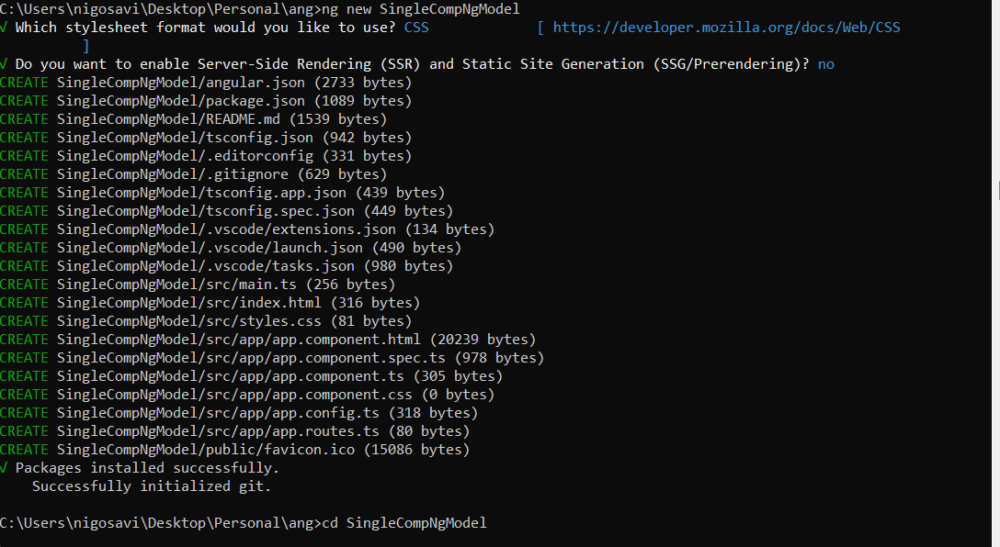 C:\Users\nigosavi\Desktop\Personal\ang>ng new SingleCompNgModel
√ Which stylesheet format would you like to use? CSS             [ https://developer.mozilla.org/docs/Web/CSS
          ]
√ Do you want to enable Server-Side Rendering (SSR) and Static Site Generation (SSG/Prerendering)? no
CREATE SingleCompNgModel/angular.json (2733 bytes)
CREATE SingleCompNgModel/package.json (1089 bytes)
CREATE SingleCompNgModel/README.md (1539 bytes)
CREATE SingleCompNgModel/tsconfig.json (942 bytes)
CREATE SingleCompNgModel/.editorconfig (331 bytes)
CREATE SingleCompNgModel/.gitignore (629 bytes)
CREATE SingleCompNgModel/tsconfig.app.json (439 bytes)
CREATE SingleCompNgModel/tsconfig.spec.json (449 bytes)
CREATE SingleCompNgModel/.vscode/extensions.json (134 bytes)
CREATE SingleCompNgModel/.vscode/launch.json (490 bytes)
CREATE SingleCompNgModel/.vscode/tasks.json (980 bytes)
CREATE SingleCompNgModel/src/main.ts (256 bytes)
CREATE SingleCompNgModel/src/index.html (316 bytes)
CREATE SingleCompNgModel/src/styles.css (81 bytes)
CREATE SingleCompNgModel/src/app/app.component.html (20239 bytes)
CREATE SingleCompNgModel/src/app/app.component.spec.ts (978 bytes)
CREATE SingleCompNgModel/src/app/app.component.ts (305 bytes)
CREATE SingleCompNgModel/src/app/app.component.css (0 bytes)
CREATE SingleCompNgModel/src/app/app.config.ts (318 bytes)
CREATE SingleCompNgModel/src/app/app.routes.ts (80 bytes)
CREATE SingleCompNgModel/public/favicon.ico (15086 bytes)
√ Packages installed successfully.
    Successfully initialized git.
C:\Users\nigosavi\Desktop\Personal\ang>cd SingleCompNgModel